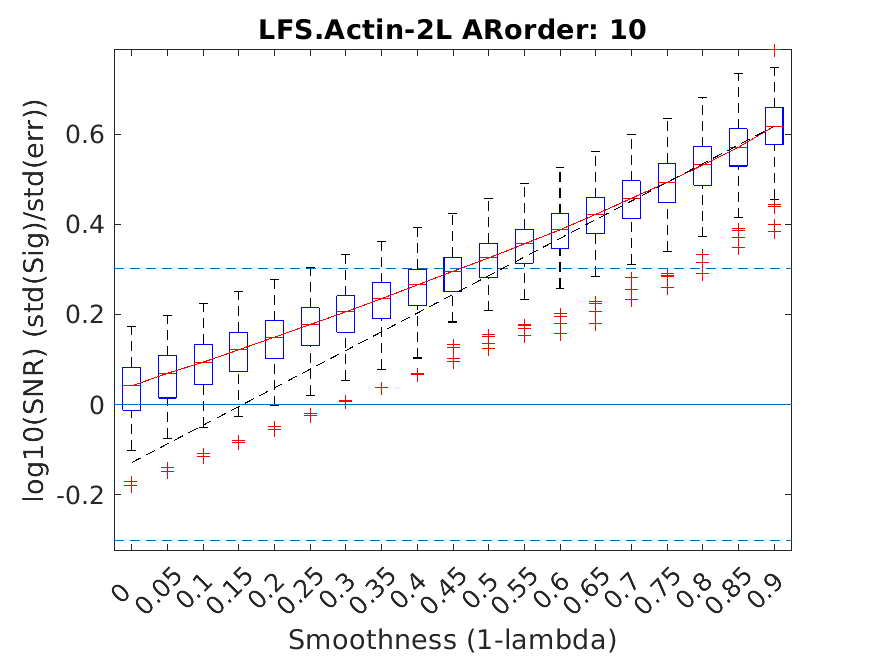 LFS.Actin-2L ARorder: 10
log10(SNR) (std(Sig)/std(err))
0.6
0.4
0.2
0
-0.2
0 0.05 0.1 0.15 0.2 0.25 0.3 0.35 0.4 0.45 0.5 0.55 0.6 0.65 0.7 0.75 0.8 0.85 0.9
Smoothness (1-lambda)